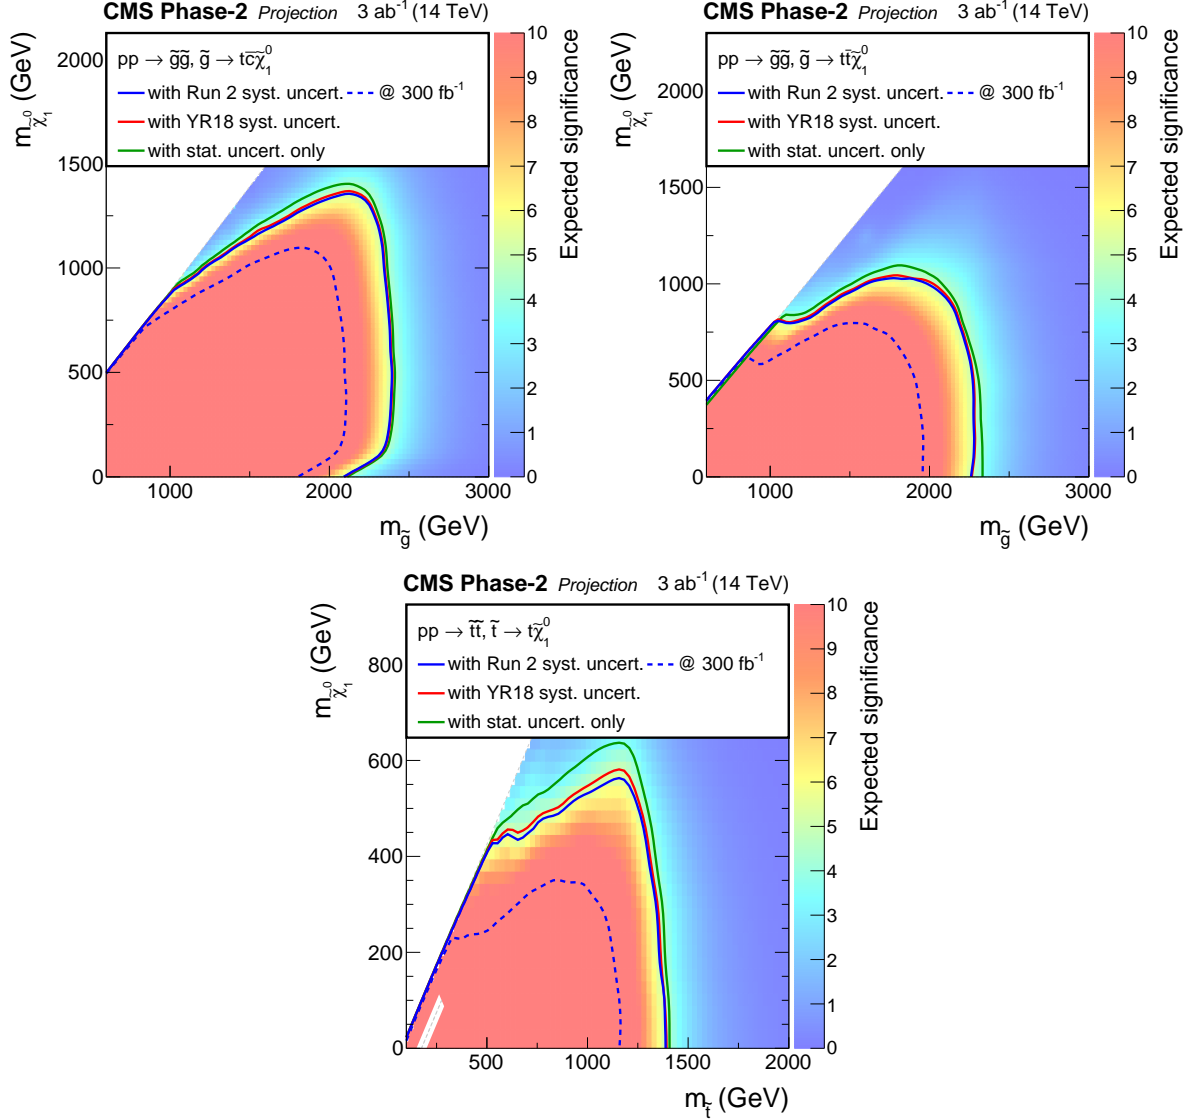 CMS Phase-2 Projection 3 ab⁻¹ (14 TeV)
pp → g̃g̃, g̃ → tc̄χ̃₁⁰
with Run 2 syst. uncert. @ 300 fb⁻¹
with YR18 syst. uncert.
with stat. uncert. only
m_χ̃₁⁰ (GeV)
2000
1500
1000
500
0
1000 2000 3000
m_g̃ (GeV)
10
9
8
7
6
5
4
3
2
1
0
Expected significance
CMS Phase-2 Projection 3 ab⁻¹ (14 TeV)
pp → g̃g̃, g̃ → tt̄χ̃₁⁰
with Run 2 syst. uncert. @ 300 fb⁻¹
with YR18 syst. uncert.
with stat. uncert. only
m_χ̃₁⁰ (GeV)
2000
1500
1000
500
0
1000 2000 3000
m_g̃ (GeV)
10
9
8
7
6
5
4
3
2
1
0
Expected significance
CMS Phase-2 Projection 3 ab⁻¹ (14 TeV)
pp → t̃t̃, t̃ → tχ̃₁⁰
with Run 2 syst. uncert. @ 300 fb⁻¹
with YR18 syst. uncert.
with stat. uncert. only
m_χ̃₁⁰ (GeV)
800
600
400
200
0
500 1000 1500 2000
m_t̃ (GeV)
10
9
8
7
6
5
4
3
2
1
0
Expected significance